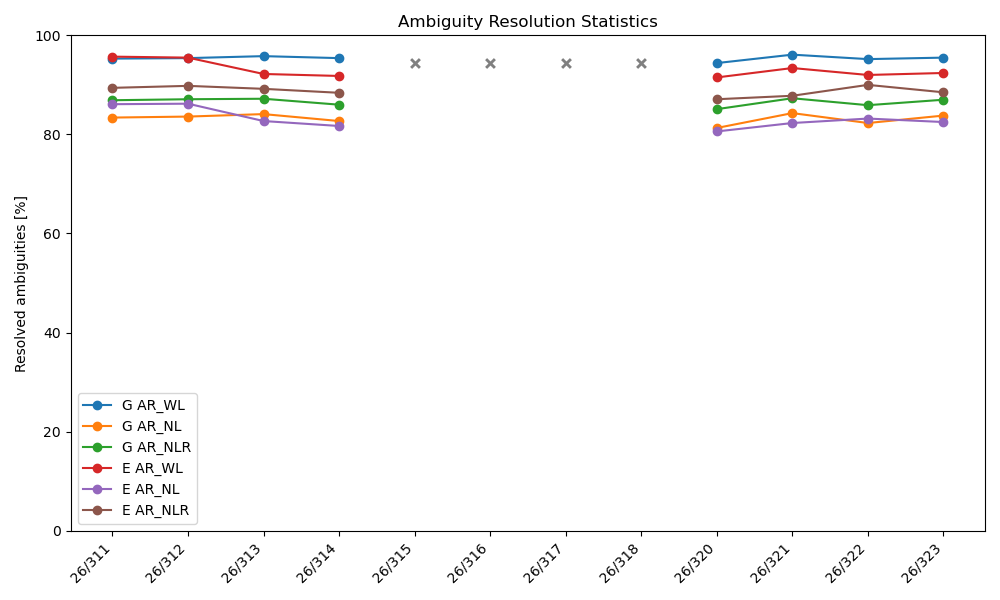 Ambiguity Resolution Statistics
Resolved ambiguities [%]
100
80
60
40
20
0
G AR_WL
G AR_NL
G AR_NLR
E AR_WL
E AR_NL
E AR_NLR
26/311
26/312
26/313
26/314
26/315
26/316
26/317
26/318
26/320
26/321
26/322
26/323